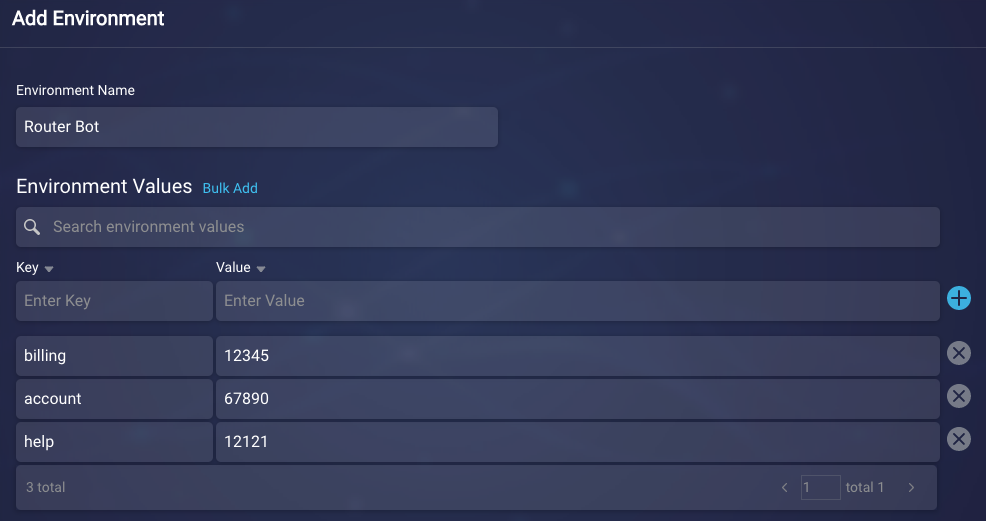 Add Environment
Environment Name
Router Bot
Environment Values Bulk Add
Search environment values
Key Value
Enter Key Enter Value
billing 12345
account 67890
help 12121
3 total 1 total 1